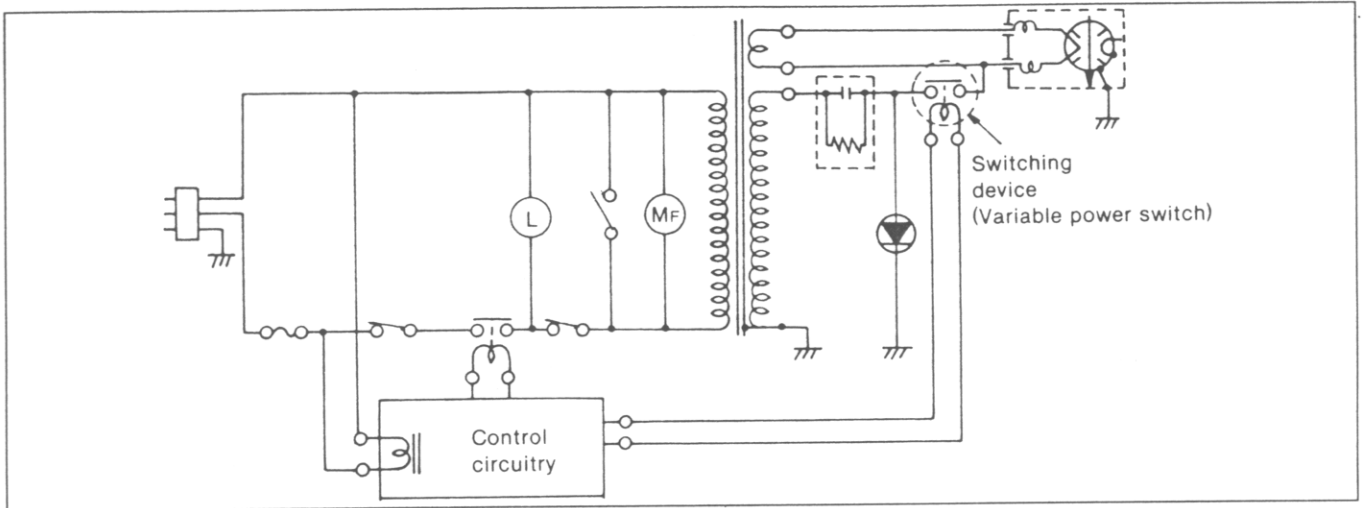 L
MF
Switching
device
(Variable power switch)
Control
circuitry